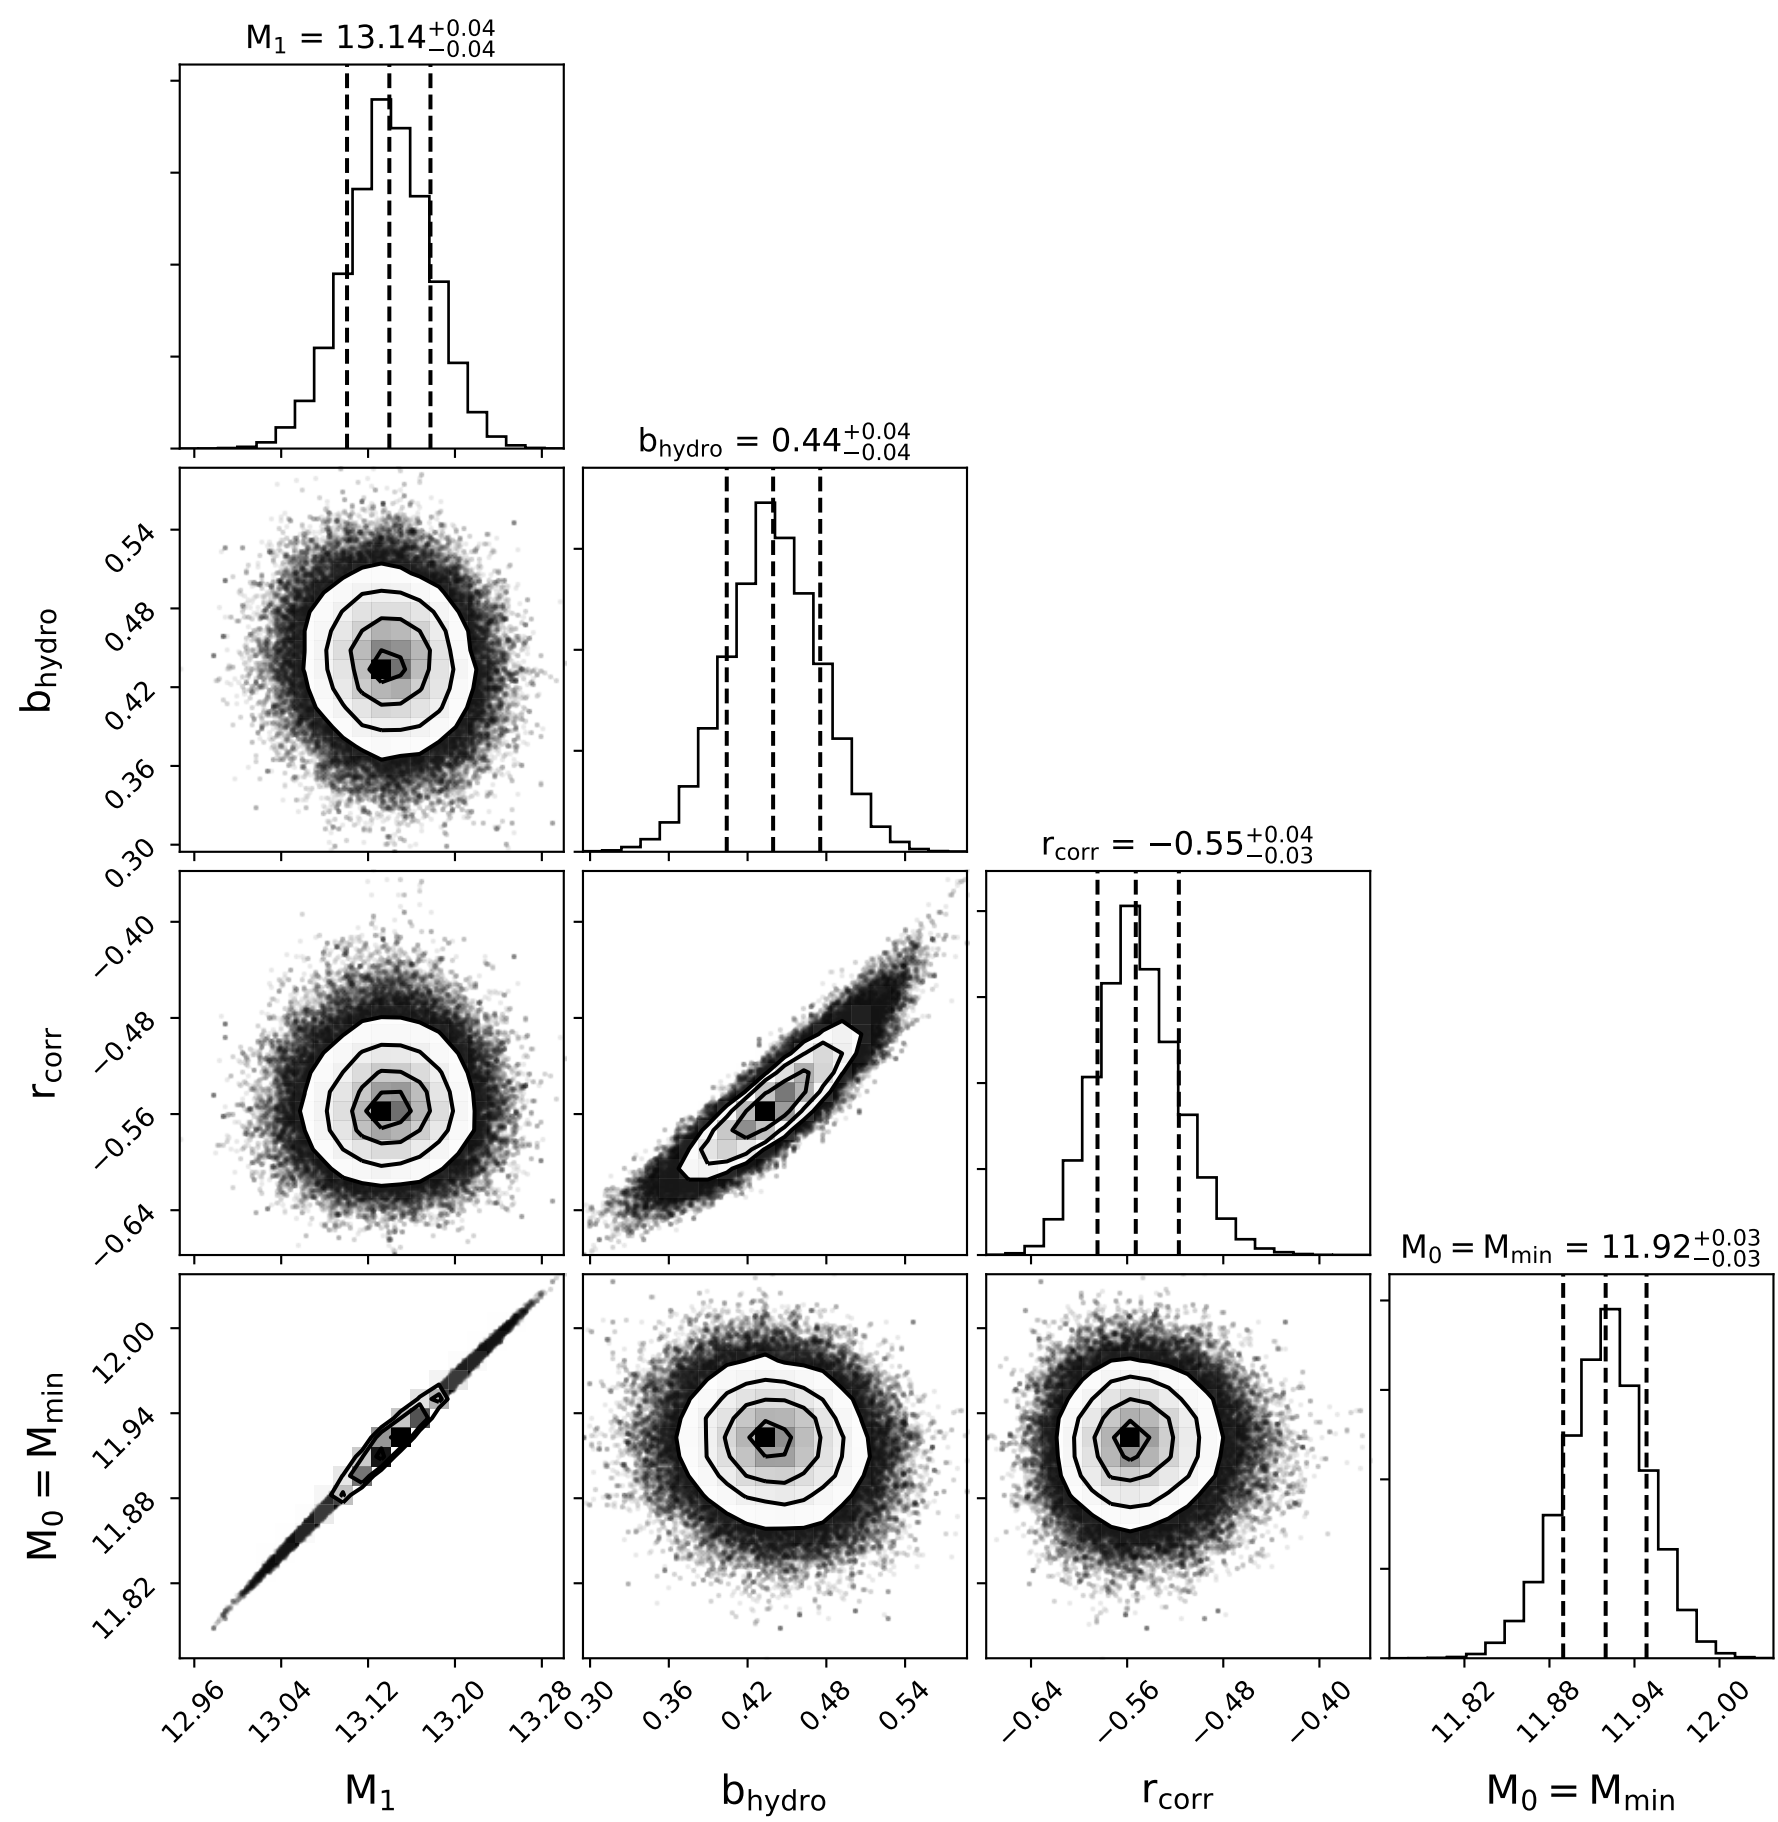 M₁ = 13.14 +0.04 −0.04
b_hydro = 0.44 +0.04 −0.04
0.54
0.48
0.42
0.36
0.30
b_hydro
r_corr = −0.55 +0.04 −0.03
−0.40
−0.48
−0.56
−0.64
r_corr
M₀ = M_min = 11.92 +0.03 −0.03
12.00
11.94
11.88
11.82
M₀ = M_min
12.96 13.04 13.12 13.20 13.28 0.30 0.36 0.42 0.48 0.54 −0.64 −0.56 −0.48 −0.40 11.82 11.88 11.94 12.00
M₁ b_hydro r_corr M₀ = M_min